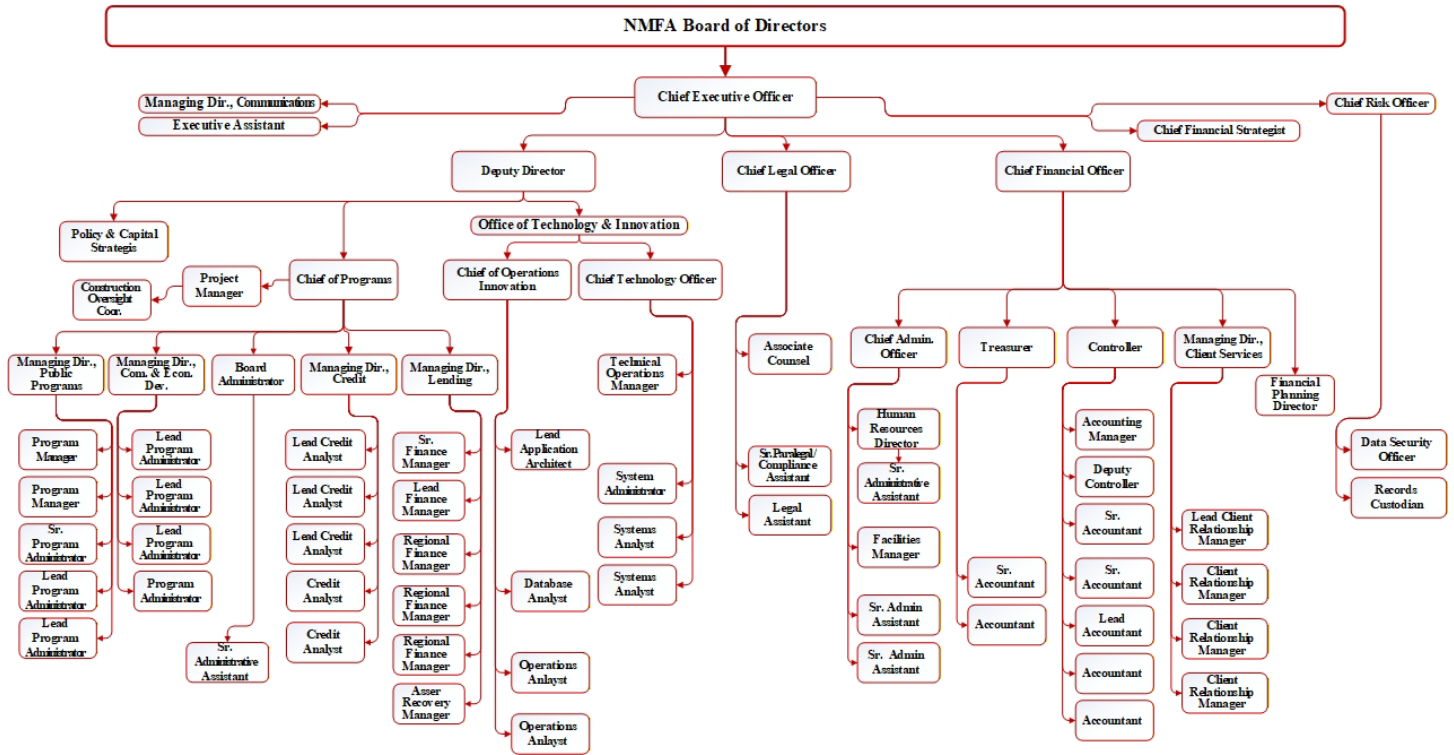 NMFA Board of Directors
Chief Executive Officer
Managing Dir., Communications
Executive Assistant
Chief Risk Officer
Chief Financial Strategist
Deputy Director
Chief Legal Officer
Chief Financial Officer
Policy & Capital
Strategis
Office of Technology & Innovation
Construction
Oversight
Coor.
Project
Manager
Chief of Programs
Chief of Operations
Innovation
Chief Technology Officer
Managing Dir.,
Public
Programs
Managing Dir.,
Com. & Econ.
Dev.
Board
Administrator
Managing Dir.,
Credit
Managing Dir.,
Lending
Technical
Operations
Manager
Associate
Counsel
Chief Admin.
Officer
Treasurer
Controller
Managing Dir.,
Client Services
Financial
Planning
Director
Program
Manager
Program
Manager
Sr.
Program
Administrator
Lead
Program
Administrator
Lead
Program
Administrator
Lead
Program
Administrator
Lead
Program
Administrator
Lead
Program
Administrator
Program
Administrator
Sr.
Administrative
Assistant
Lead Credit
Analyst
Lead Credit
Analyst
Lead Credit
Analyst
Credit
Analyst
Credit
Analyst
Sr.
Finance
Manager
Lead
Finance
Manager
Regional
Finance
Manager
Regional
Finance
Manager
Regional
Finance
Manager
Asser
Recovery
Manager
Lead
Application
Architect
Database
Analyst
Operations
Anlayst
Operations
Anlayst
System
Administrator
Systems
Analyst
Systems
Analyst
Sr.Paralegal/
Compliance
Assistant
Legal
Assistant
Human
Resources
Director
Sr.
Administrative
Assistant
Facilities
Manager
Sr. Admin
Assistant
Sr. Admin
Assistant
Sr.
Accountant
Accountant
Accounting
Manager
Deputy
Controller
Sr.
Accountant
Sr.
Accountant
Lead
Accountant
Accountant
Accountant
Lead Client
Relationship
Manager
Client
Relationship
Manager
Client
Relationship
Manager
Client
Relationship
Manager
Data Security
Officer
Records
Custodian